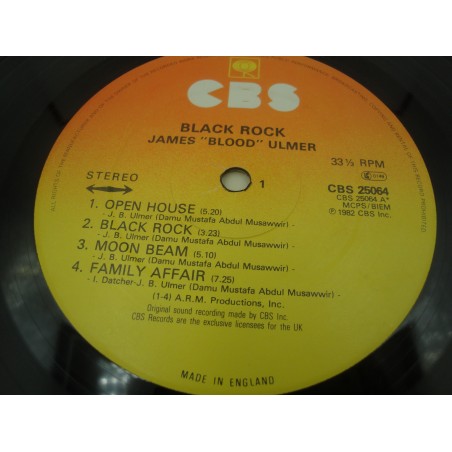 CBS
BLACK ROCK
JAMES "BLOOD" ULMER
STEREO
1
33⅓ RPM
CBS 25064
CBS 25064 A*
MCPS/BIEM
℗ 1982 CBS Inc.
1. OPEN HOUSE (5.20)
- J. B. Ulmer (Damu Mustafa Abdul Musawwir) -
2. BLACK ROCK (3:23)
- J. B. Ulmer (Damu Mustafa Abdul Musawwir) -
3. MOON BEAM (5.10)
- J. B. Ulmer (Damu Mustafa Abdul Musawwir) -
4. FAMILY AFFAIR (7.25)
- I. Datcher-J. B. Ulmer (Damu Mustafa Abdul Musawwir) -
(1-4) A.R.M. Productions, Inc.
Original sound recording made by CBS Inc.
CBS Records are the exclusive licensees for the UK
MADE IN ENGLAND